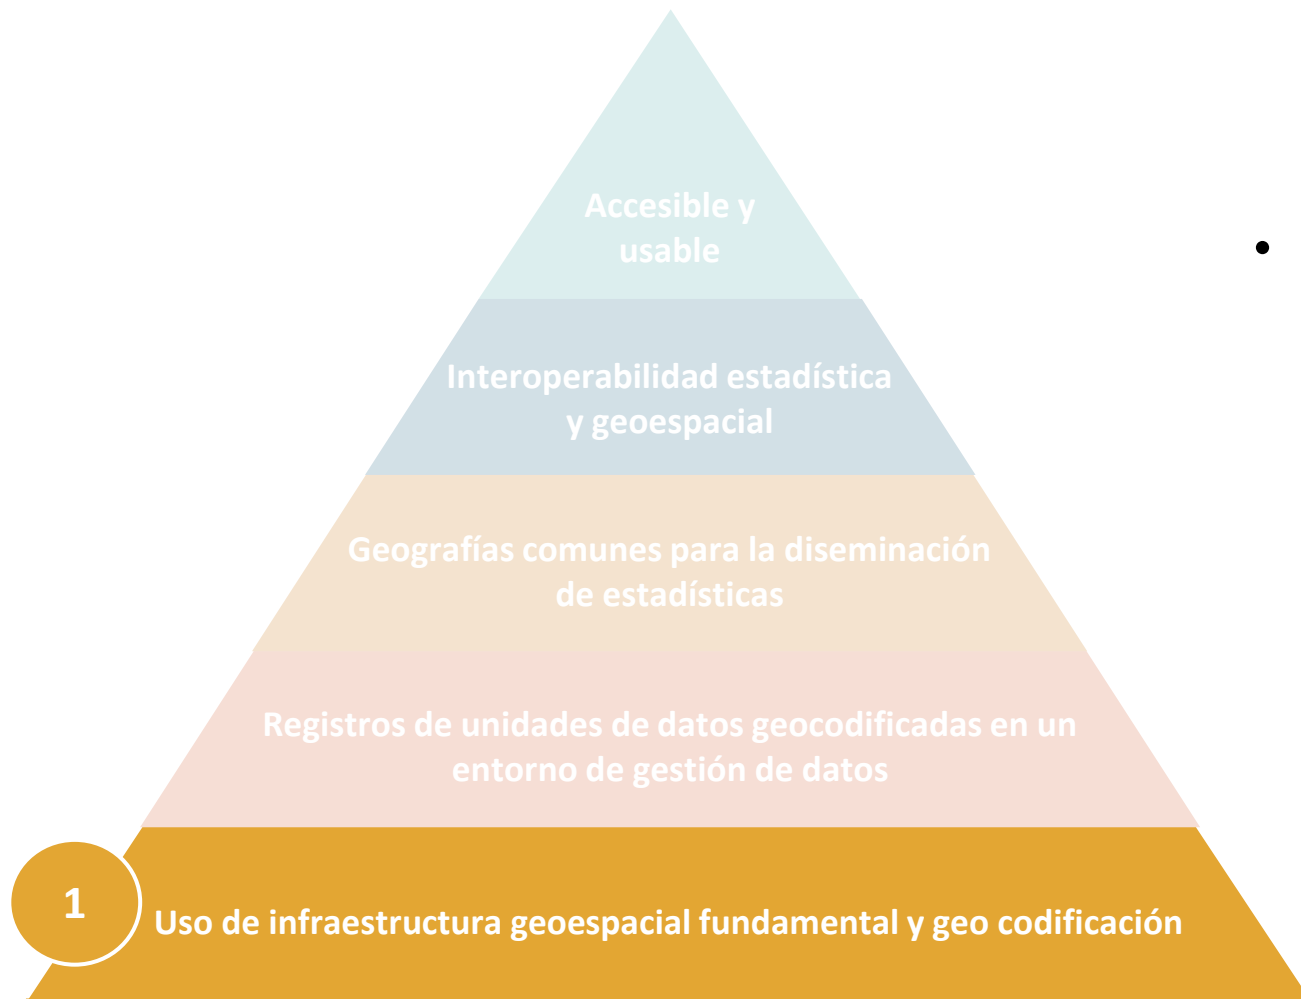 Accesible y
usable
•
Interoperabilidad estadística
y geoespacial
Geografías comunes para la diseminación
de estadísticas
Registros de unidades de datos geocodificadas en un
entorno de gestión de datos
1
Uso de infraestructura geoespacial fundamental y geo codificación